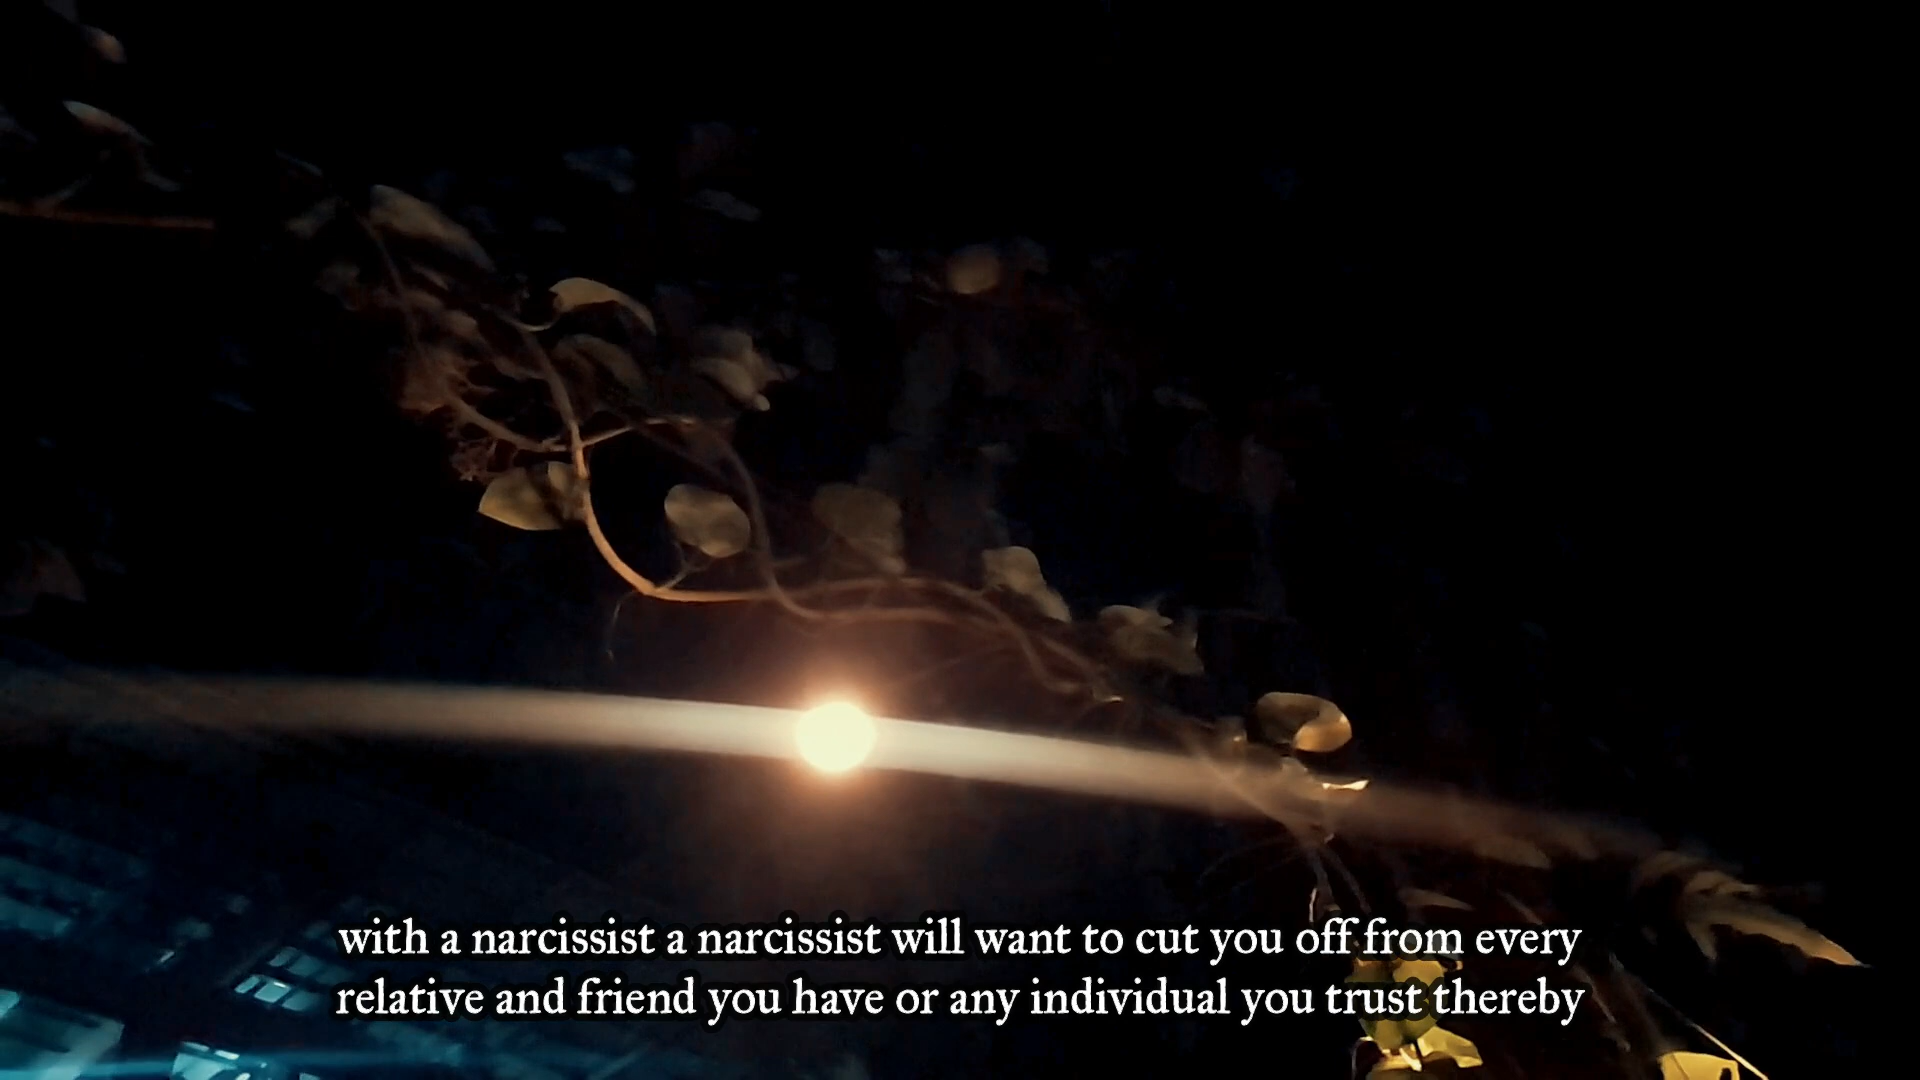 with a narcissist a narcissist will want to cut you off from every
relative and friend you have or any individual you trust thereby